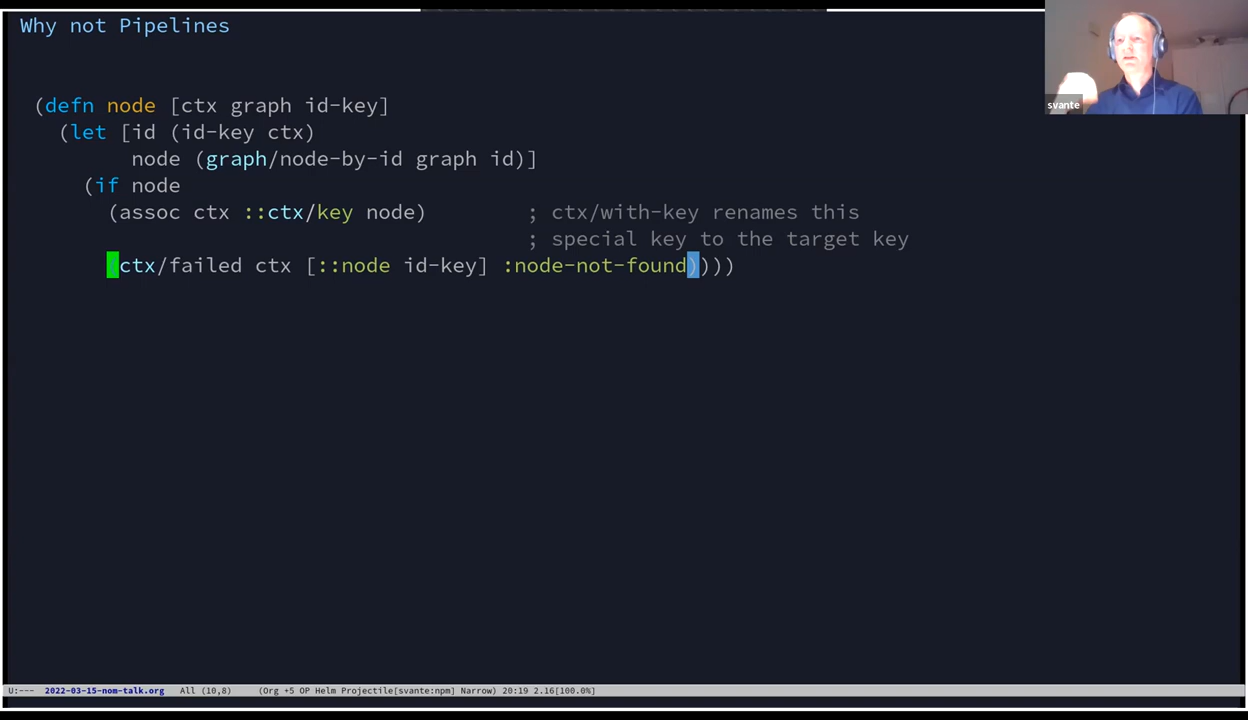 Why not Pipelines
svante
(defn node [ctx graph id-key]
(let [id (id-key ctx)
node (graph/node-by-id graph id)]
(if node
(assoc ctx ::ctx/key node) ; ctx/with-key renames this
; special key to the target key
ctx/failed ctx [::node id-key] :node-not-found))))
U:--- 2022-03-15-nom-talk.org All (10,8) (Org +5 OP Helm Projectile[svante:npm] Narrow) 20:19 2.16[100.0%]